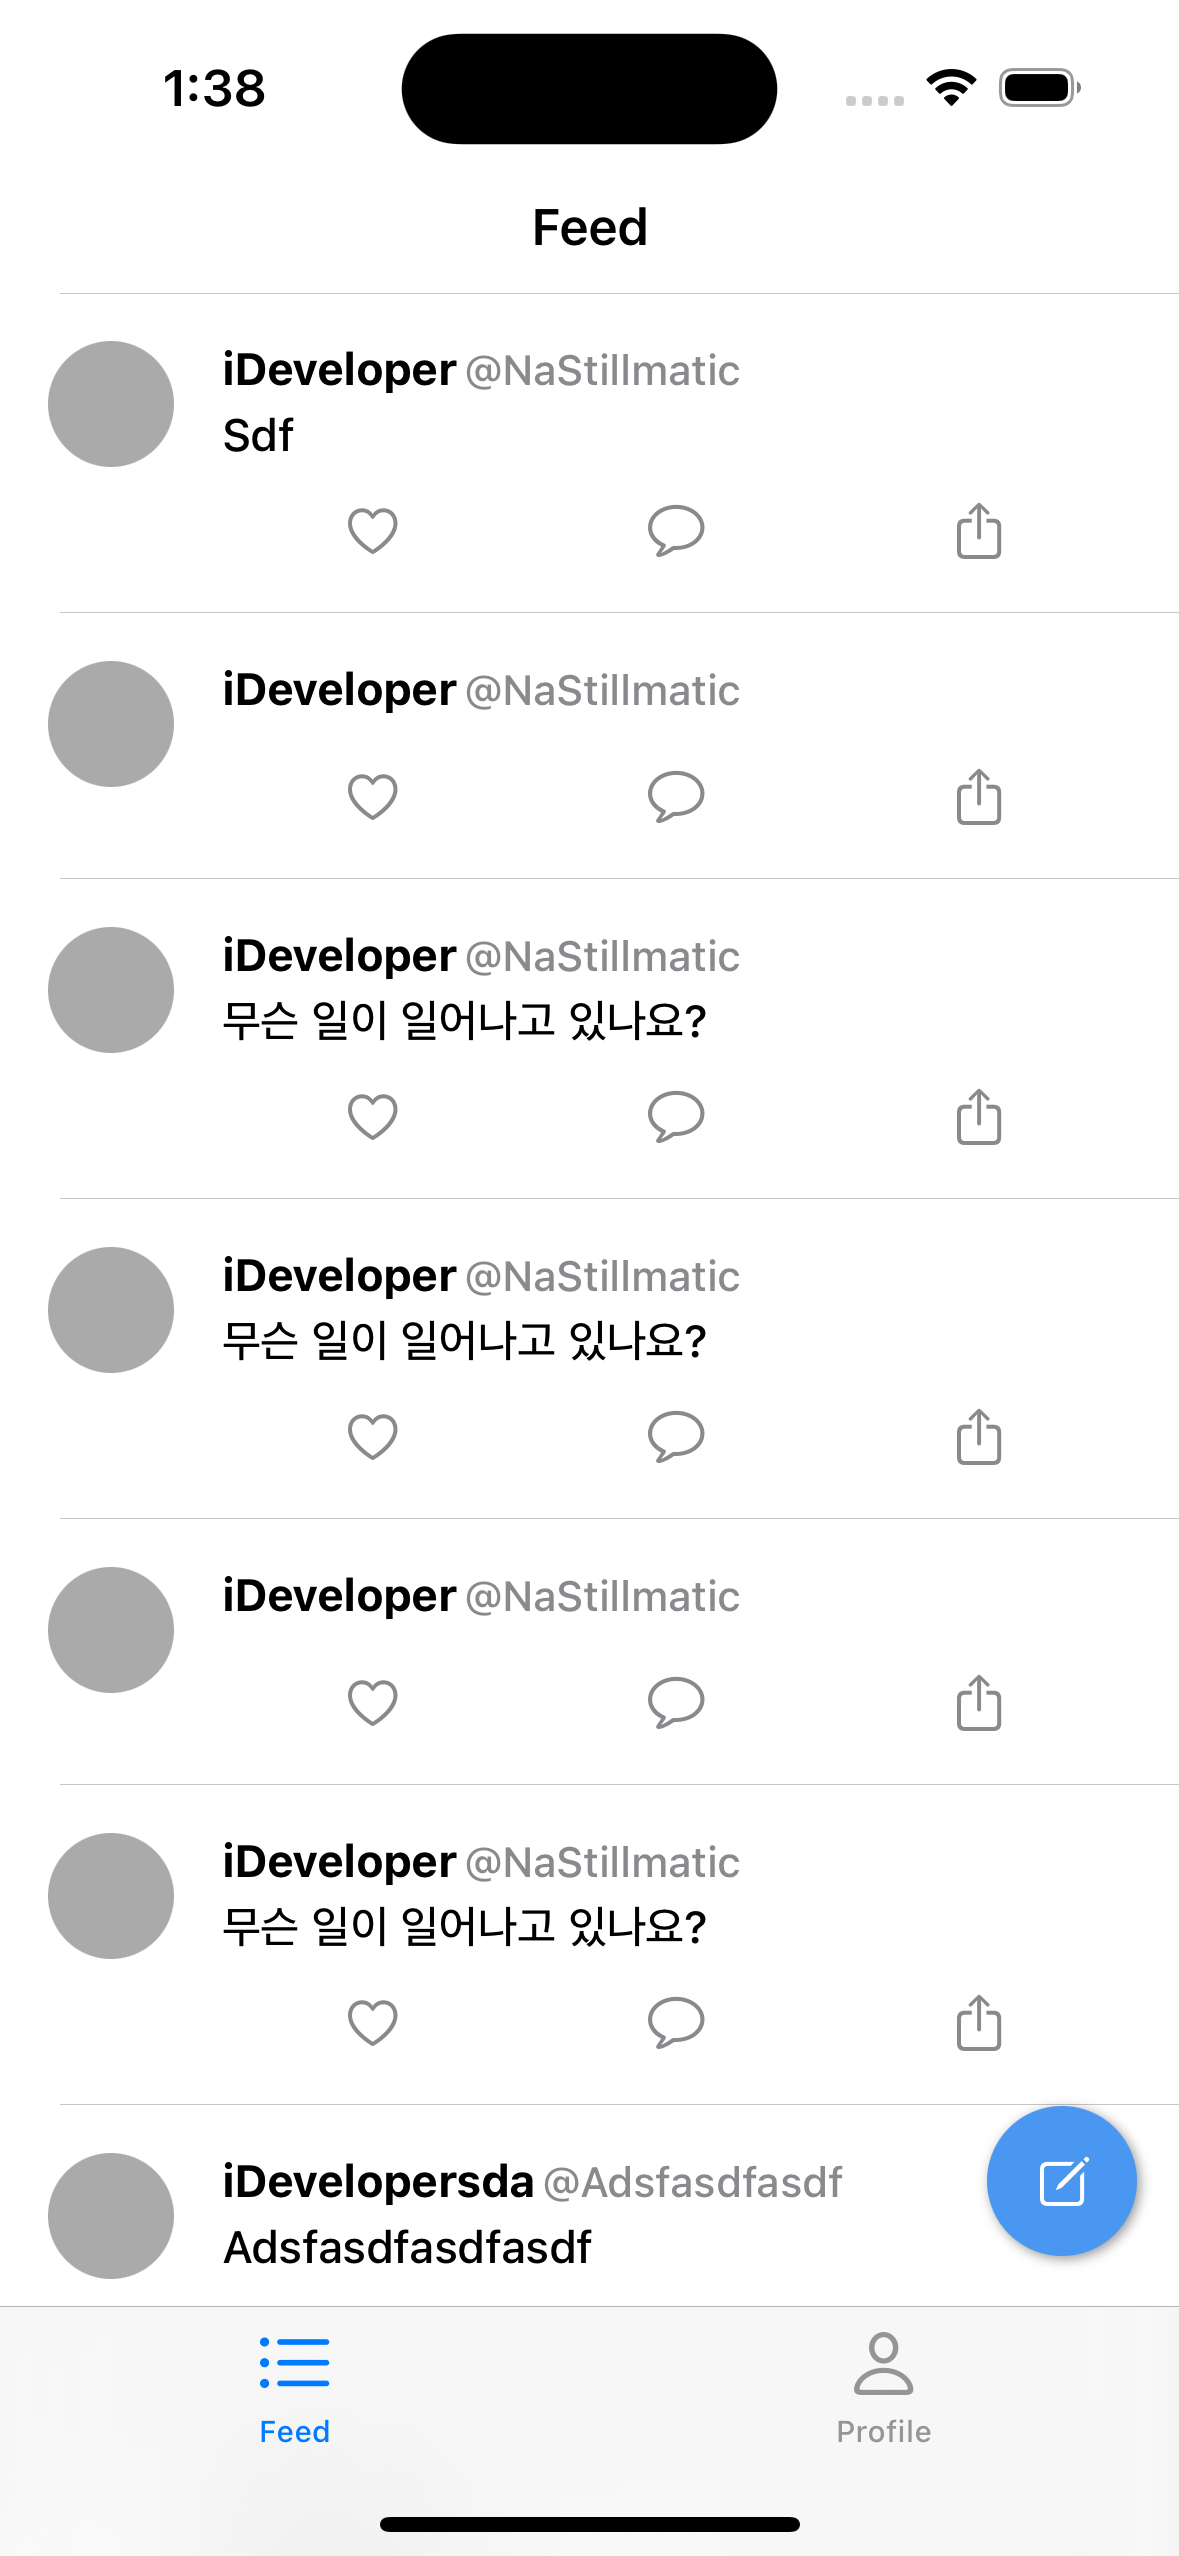 1:38
Feed
iDeveloper @NaStillmatic
Sdf
iDeveloper @NaStillmatic
iDeveloper @NaStillmatic
무슨 일이 일어나고 있나요?
iDeveloper @NaStillmatic
무슨 일이 일어나고 있나요?
iDeveloper @NaStillmatic
iDeveloper @NaStillmatic
무슨 일이 일어나고 있나요?
iDevelopersda @Adsfasdfasdf
Adsfasdfasdfasdf
Feed
Profile